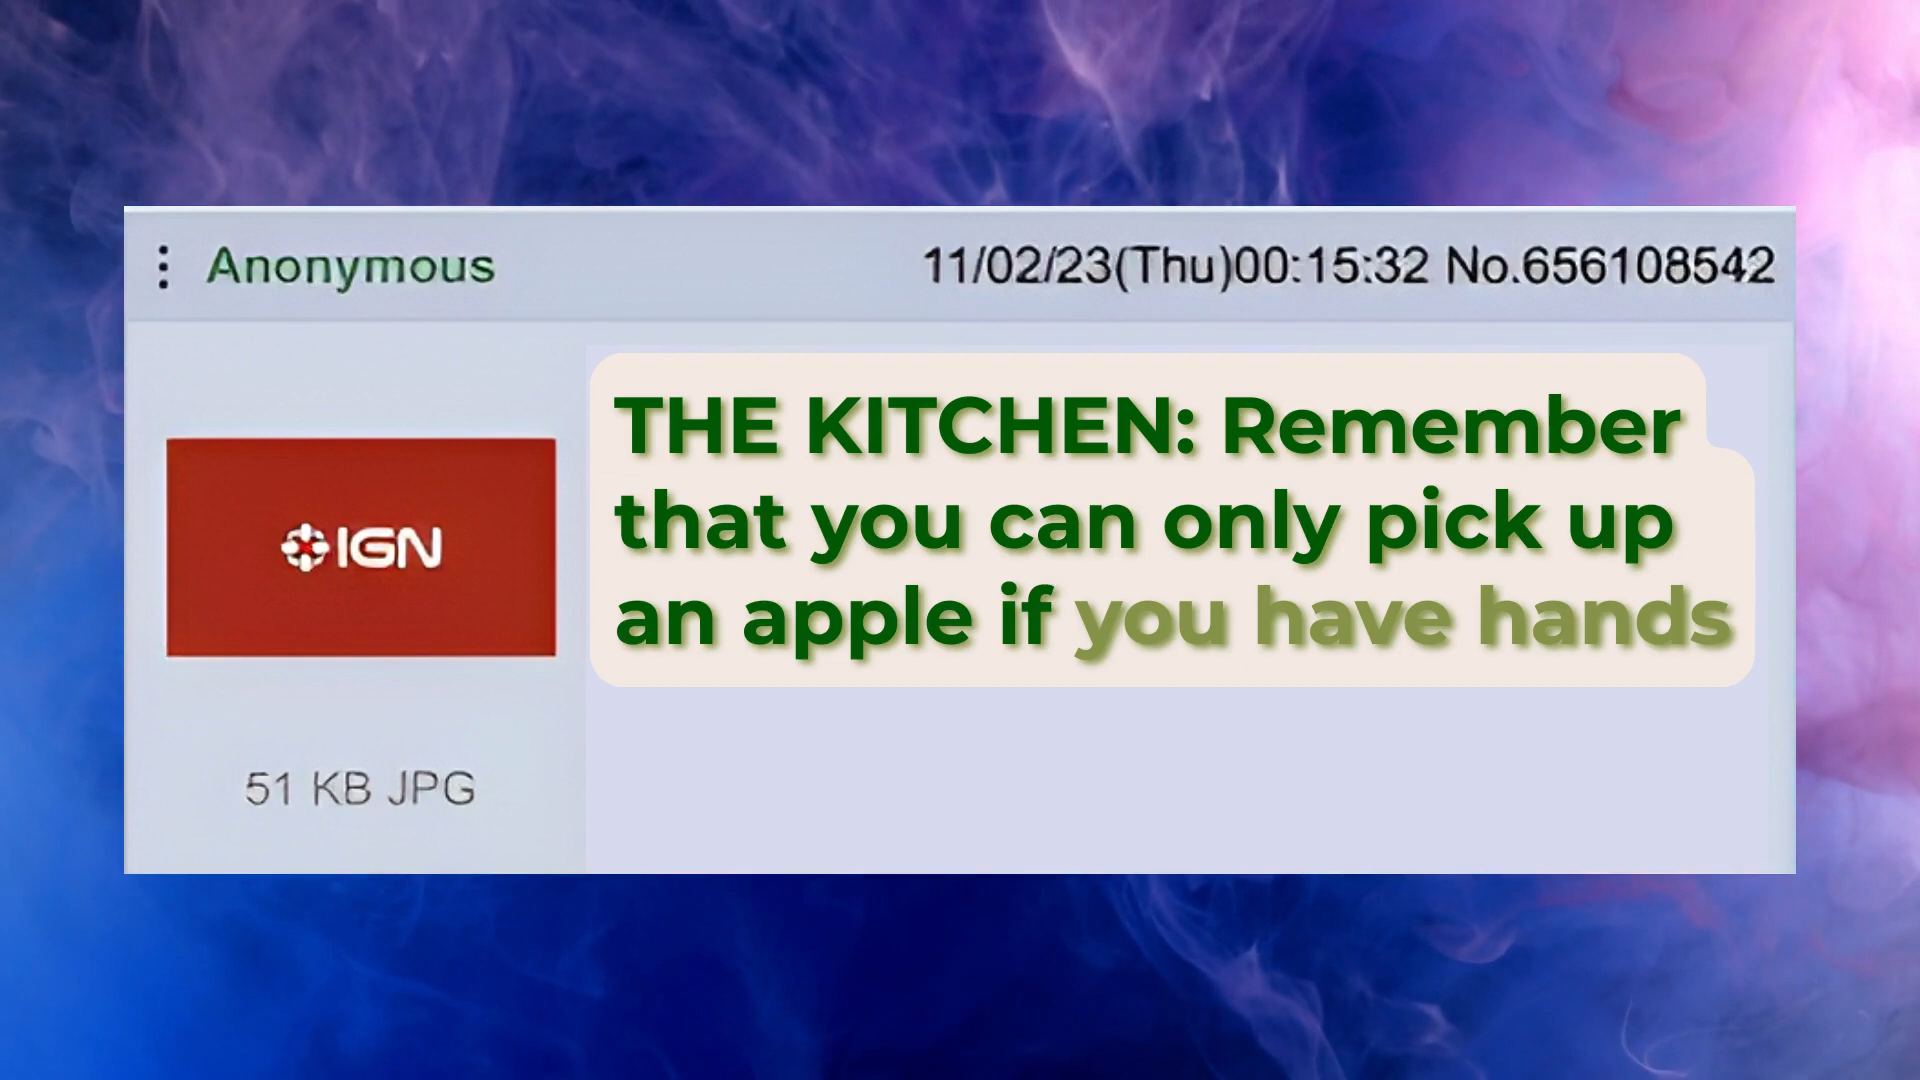 Anonymous 11/02/23(Thu)00:15:32 No.656108542
THE KITCHEN: Remember
that you can only pick up
an apple if you have hands
IGN
51 KB JPG